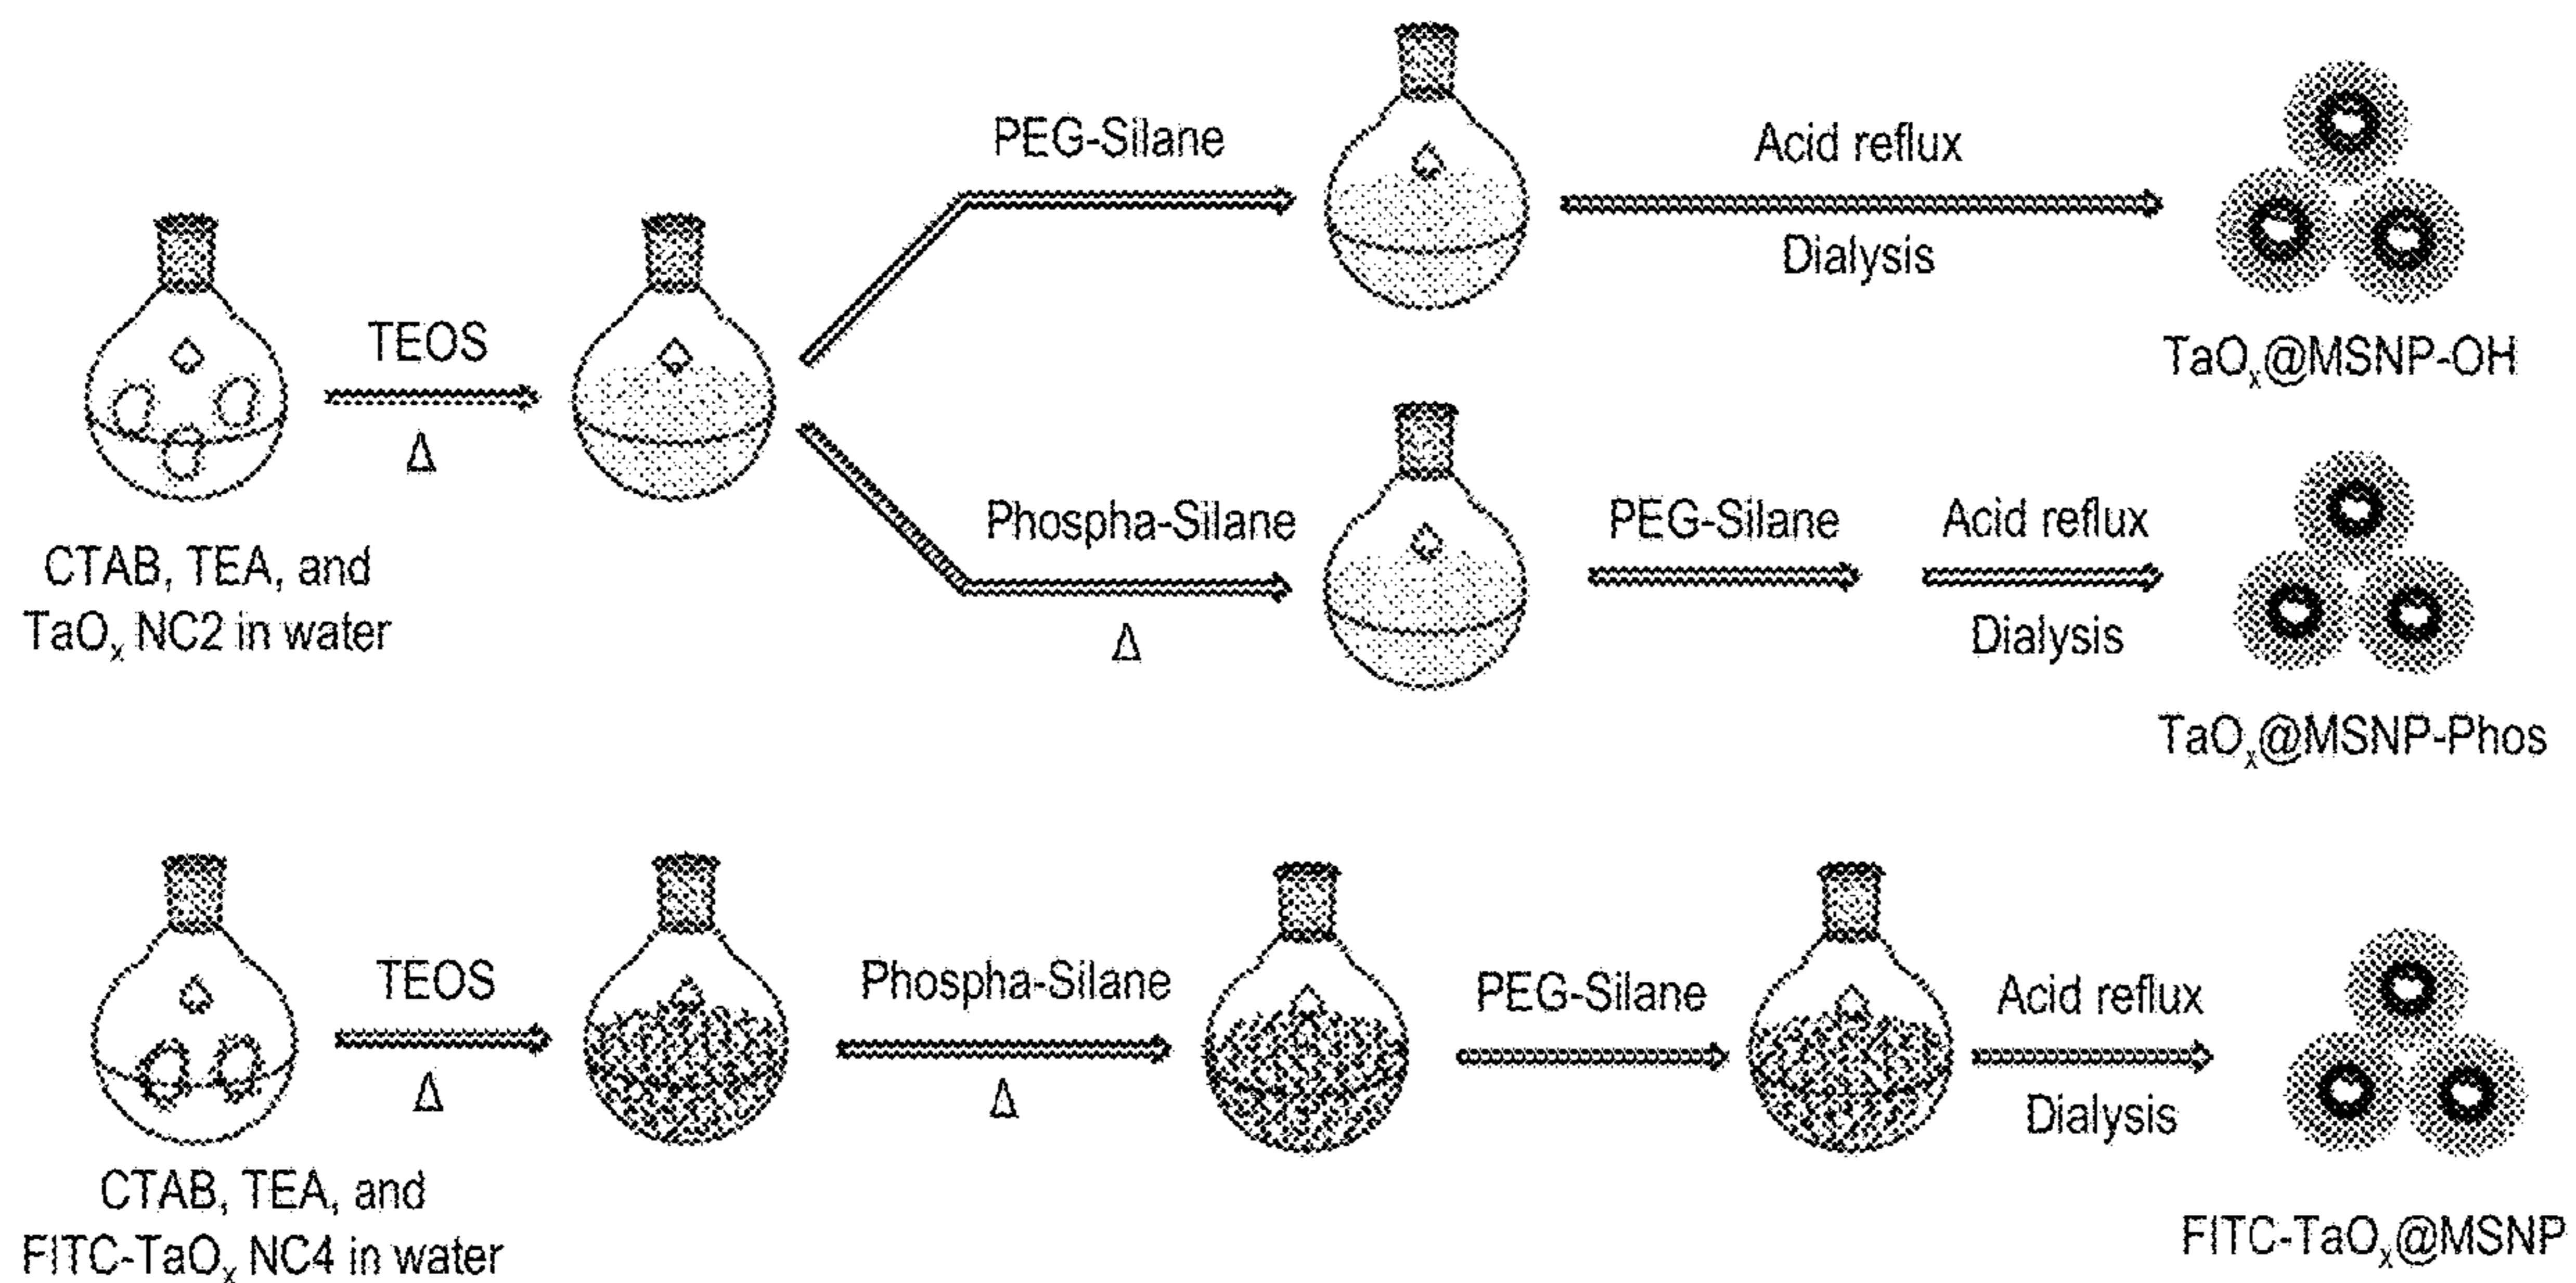 PEG-Silane
Acid reflux
Dialysis
TaOₓ@MSNP-OH
TEOS
Δ
CTAB, TEA, and
TaOₓ NC2 in water
Phospha-Silane
Δ
PEG-Silane
Acid reflux
Dialysis
TaOₓ@MSNP-Phos
TEOS
Δ
Phospha-Silane
Δ
PEG-Silane
Acid reflux
Dialysis
CTAB, TEA, and
FITC-TaOₓ NC4 in water
FITC-TaOₓ@MSNP